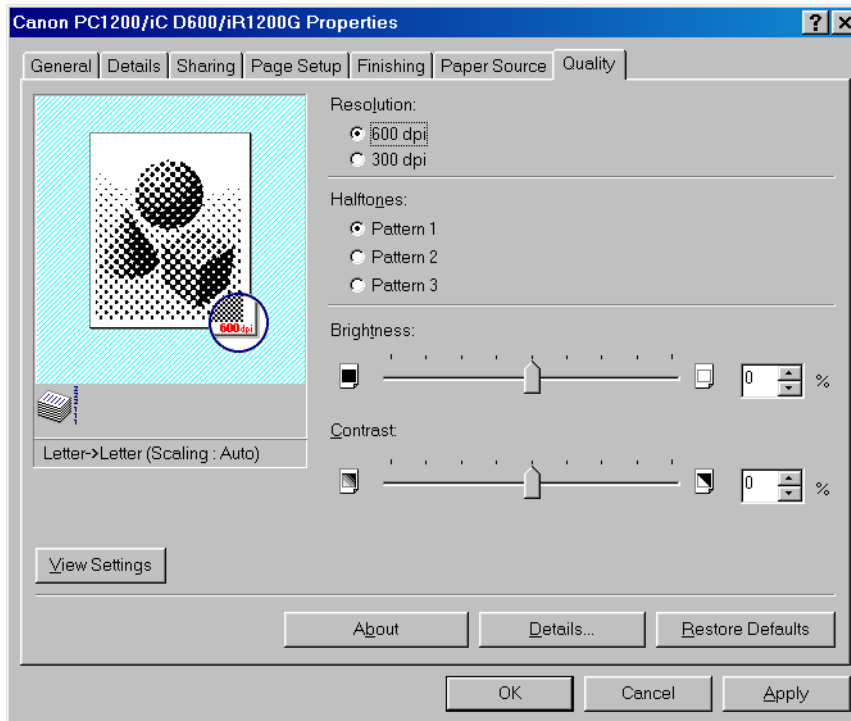 Canon PC1200/iC D600/iR1200G Properties
General Details Sharing Page Setup Finishing Paper Source Quality
Resolution:
600 dpi
300 dpi
Halftones:
Pattern 1
Pattern 2
Pattern 3
600 dpi
Brightness:
0 %
Letter->Letter (Scaling : Auto)
Contrast:
0 %
View Settings
About Details... Restore Defaults
OK Cancel Apply